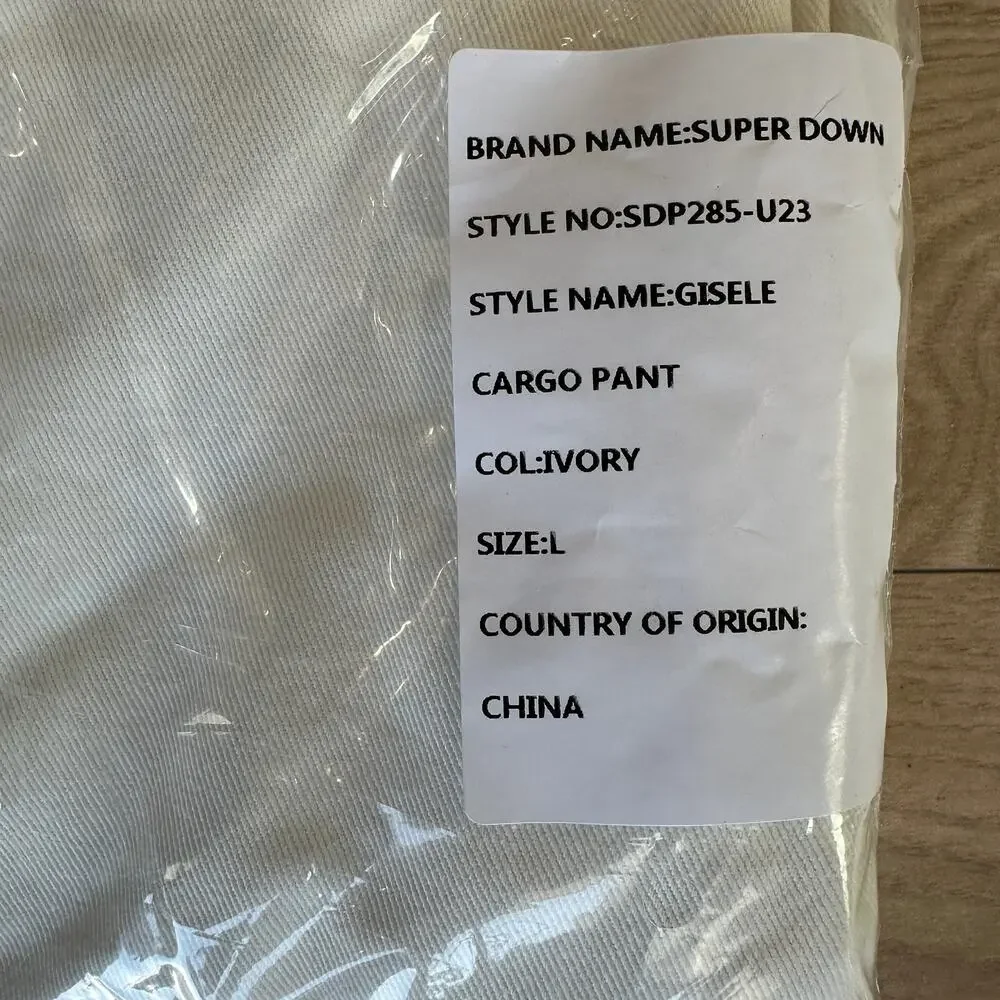 BRAND NAME:SUPER DOWN
STYLE NO:SDP285-U23
STYLE NAME:GISELE
CARGO PANT
COL:IVORY
SIZE:L
COUNTRY OF ORIGIN:
CHINA